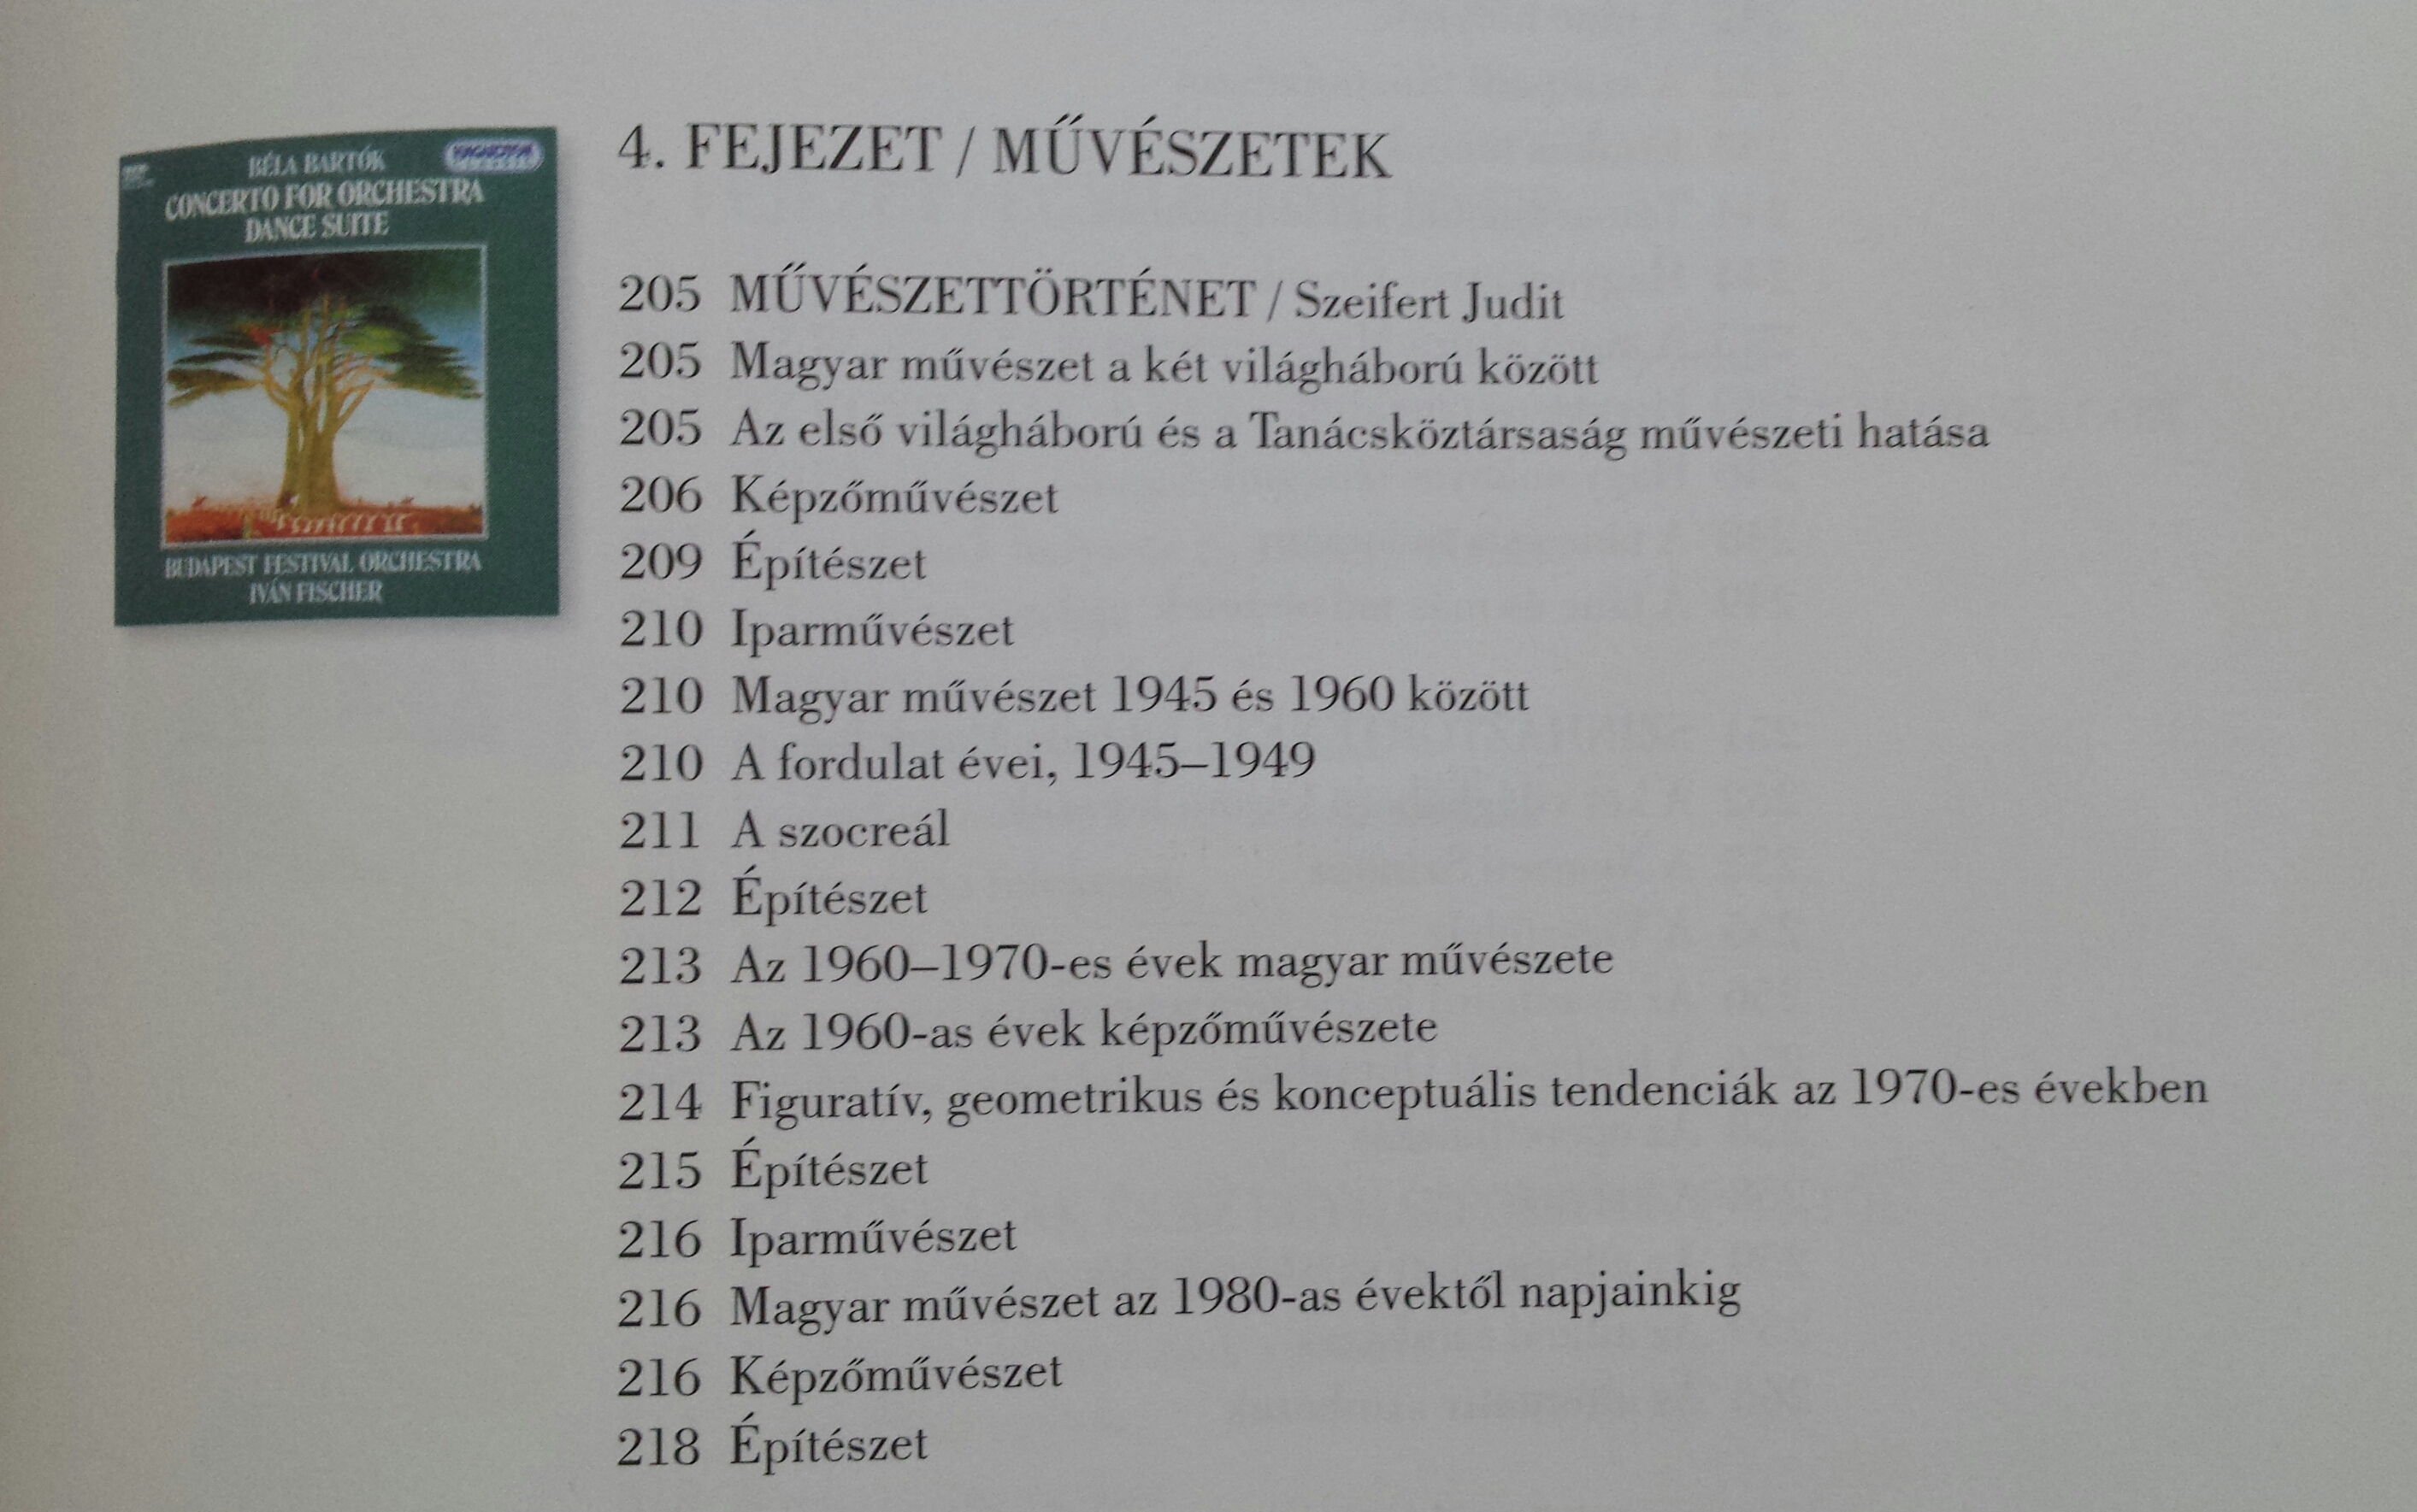 BÉLA BARTÓK
CONCERTO FOR ORCHESTRA
DANCE SUITE
BUDAPEST FESTIVAL ORCHESTRA
IVÁN FISCHER
4. FEJEZET / MŰVÉSZETEK
205 MŰVÉSZETTÖRTÉNET / Szeifert Judit
205 Magyar művészet a két világháború között
205 Az első világháború és a Tanácsköztársaság művészeti hatása
206 Képzőművészet
209 Építészet
210 Iparművészet
210 Magyar művészet 1945 és 1960 között
210 A fordulat évei, 1945–1949
211 A szocreál
212 Építészet
213 Az 1960–1970-es évek magyar művészete
213 Az 1960-as évek képzőművészete
214 Figuratív, geometrikus és konceptuális tendenciák az 1970-es években
215 Építészet
216 Iparművészet
216 Magyar művészet az 1980-as évektől napjainkig
216 Képzőművészet
218 Építészet